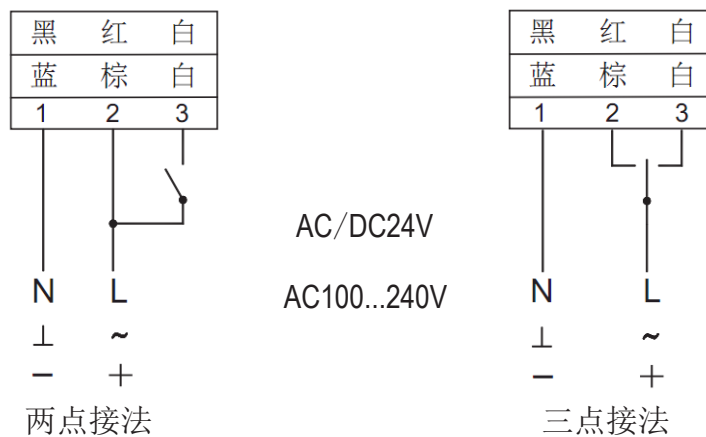 黑 红 白
蓝 棕 白
1 2 3
N L
⊥ ~
− +
两点接法
AC/DC24V
AC100...240V
黑 红 白
蓝 棕 白
1 2 3
N L
⊥ ~
− +
三点接法